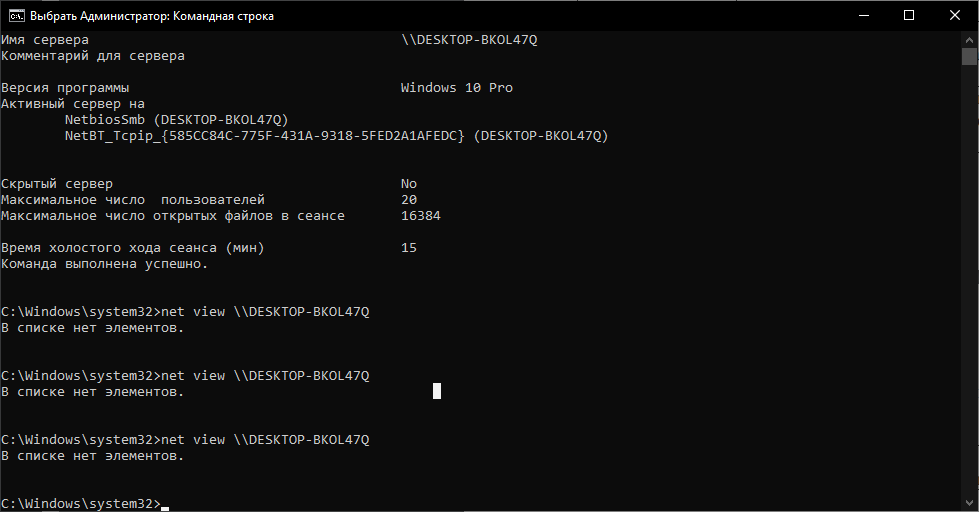 Выбрать Администратор: Командная строка
Имя сервера \\DESKTOP-BKOL47Q
Комментарий для сервера
Версия программы Windows 10 Pro
Активный сервер на
NetbiosSmb (DESKTOP-BKOL47Q)
NetBT_Tcpip_{585CC84C-775F-431A-9318-5FED2A1AFEDC} (DESKTOP-BKOL47Q)
Скрытый сервер No
Максимальное число  пользователей 20
Максимальное число открытых файлов в сеансе 16384
Время холостого хода сеанса (мин) 15
Команда выполнена успешно.
C:\Windows\system32>net view \\DESKTOP-BKOL47Q
В списке нет элементов.
C:\Windows\system32>net view \\DESKTOP-BKOL47Q
В списке нет элементов.
C:\Windows\system32>net view \\DESKTOP-BKOL47Q
В списке нет элементов.
C:\Windows\system32>